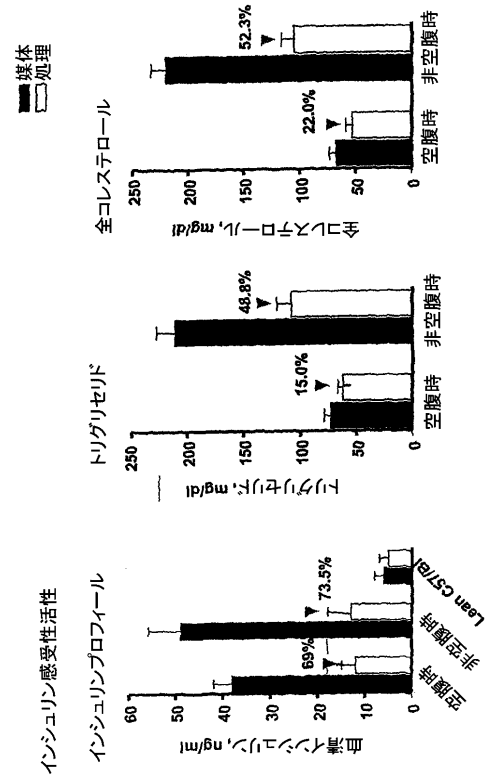 インシュリン感受性活性
媒体
処理
インシュリンプロフィール
血清インシュリン, ng/ml
60
50
40
30
20
10
0
69%
73.5%
空腹時
非空腹時
Lean C57/Bl
トリグリセリド
トリグリセリド, mg/dl
250
200
150
100
50
0
15.0%
48.8%
空腹時
非空腹時
全コレステロール
全コレステロール, mg/dl
250
200
150
100
50
0
22.0%
52.3%
空腹時
非空腹時